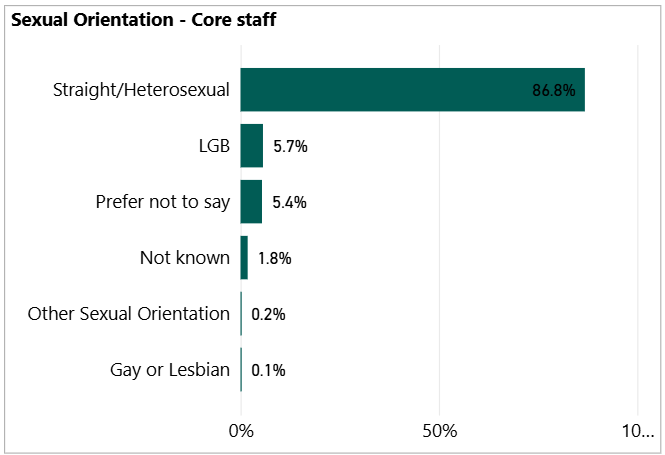 Sexual Orientation - Core staff
Straight/Heterosexual 86.8%
LGB 5.7%
Prefer not to say 5.4%
Not known 1.8%
Other Sexual Orientation 0.2%
Gay or Lesbian 0.1%
0% 50% 10...